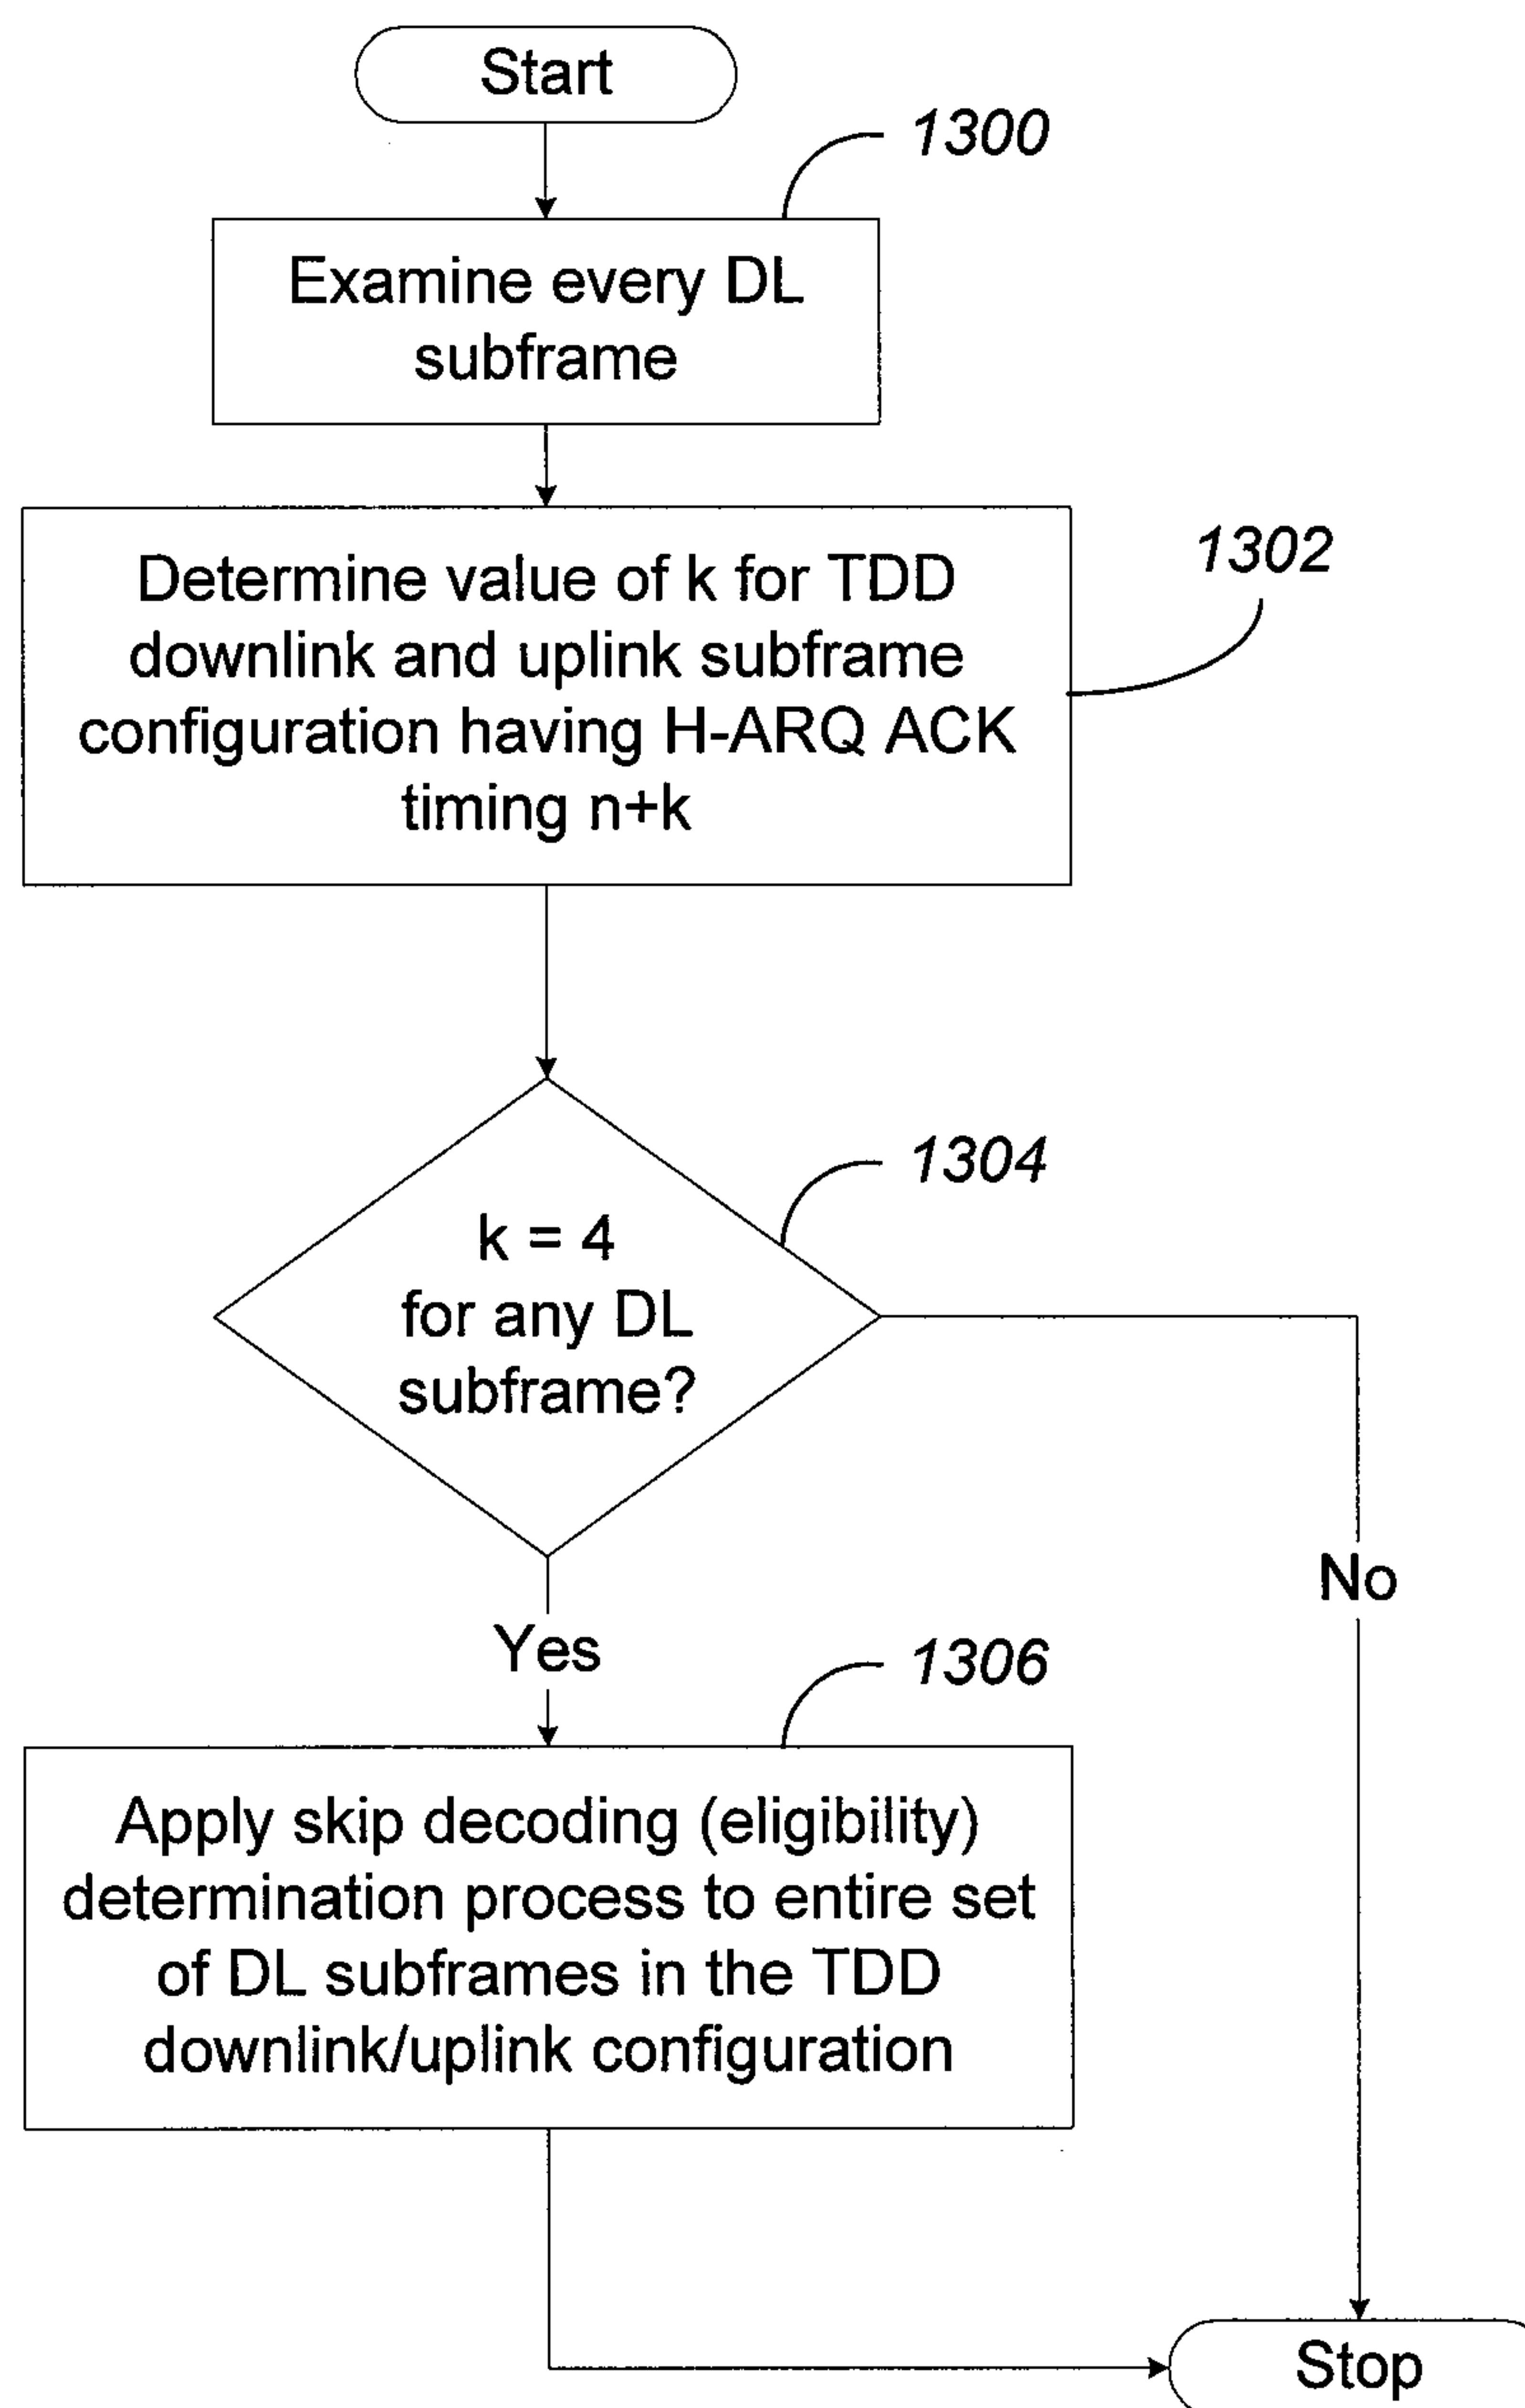 Start
1300
Examine every DL
subframe
1302
Determine value of k for TDD
downlink and uplink subframe
configuration having H-ARQ ACK
timing n+k
1304
k = 4
for any DL
subframe?
No
Yes
1306
Apply skip decoding (eligibility)
determination process to entire set
of DL subframes in the TDD
downlink/uplink configuration
Stop